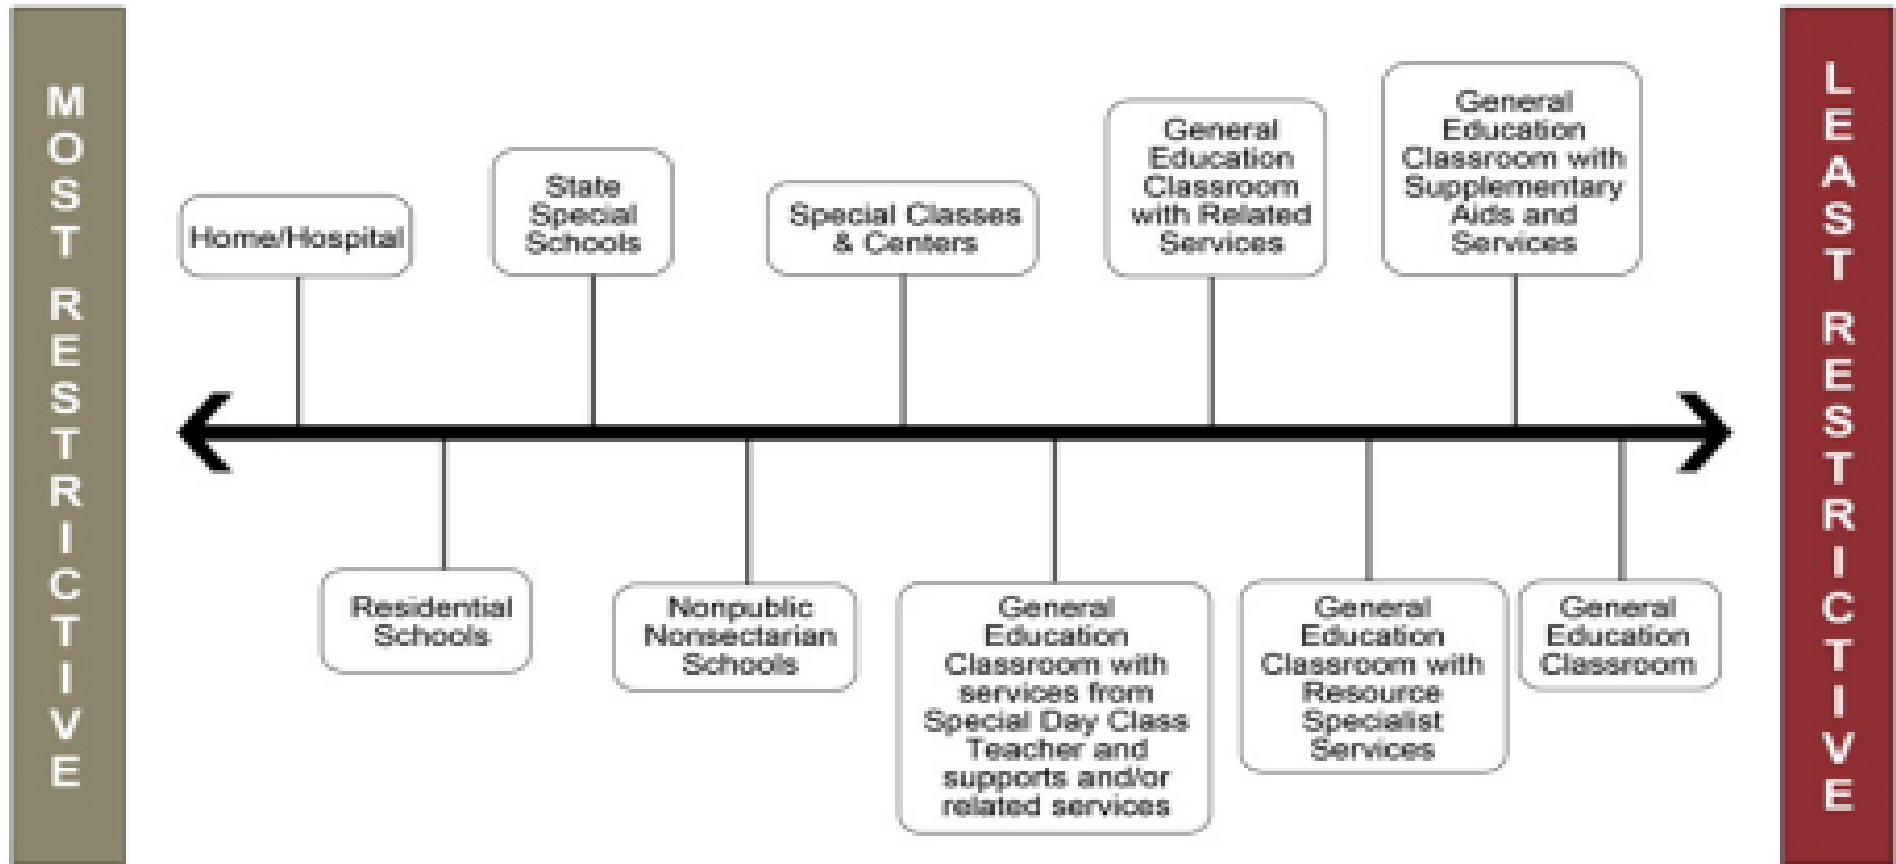 MOST RESTRICTIVE
Home/Hospital
State
Special
Schools
Special Classes
& Centers
General
Education
Classroom
with Related
Services
General
Education
Classroom with
Supplementary
Aids and
Services
Residential
Schools
Nonpublic
Nonsectarian
Schools
General
Education
Classroom with
services from
Special Day Class
Teacher and
supports and/or
related services
General
Education
Classroom with
Resource
Specialist
Services
General
Education
Classroom
LEAST RESTRICTIVE